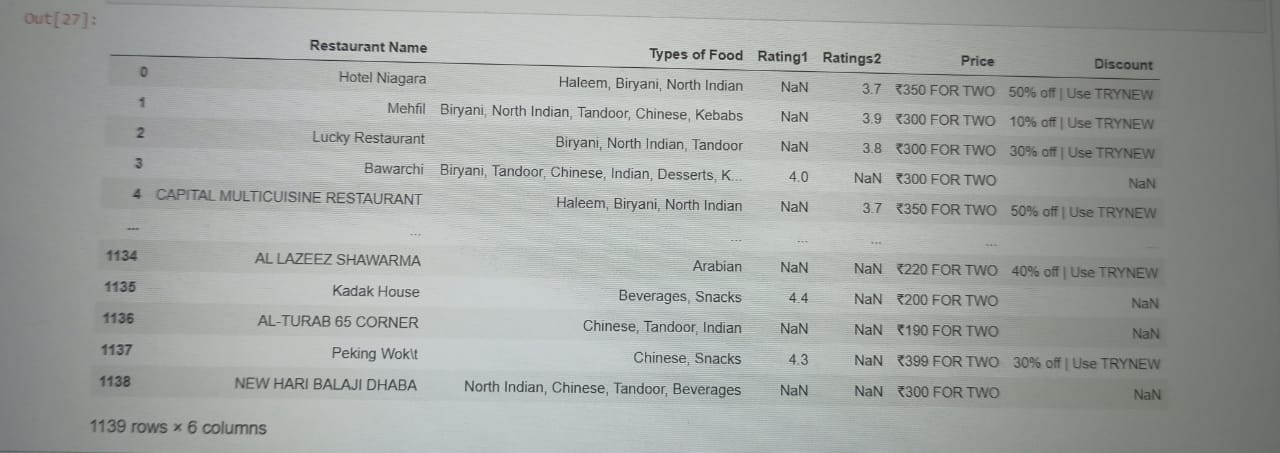 Out[27]:
Restaurant Name Types of Food Rating1 Ratings2 Price Discount
0 Hotel Niagara Haleem, Biryani, North Indian NaN 3.7 ₹350 FOR TWO 50% off | Use TRYNEW
1 Mehfil Biryani, North Indian, Tandoor, Chinese, Kebabs NaN 3.9 ₹300 FOR TWO 10% off | Use TRYNEW
2 Lucky Restaurant Biryani, North Indian, Tandoor NaN 3.8 ₹300 FOR TWO 30% off | Use TRYNEW
3 Bawarchi Biryani, Tandoor, Chinese, Indian, Desserts, K... 4.0 NaN ₹300 FOR TWO NaN
4 CAPITAL MULTICUISINE RESTAURANT Haleem, Biryani, North Indian NaN 3.7 ₹350 FOR TWO 50% off | Use TRYNEW
... ... ... ... ... ... ...
1134 AL LAZEEZ SHAWARMA Arabian NaN NaN ₹220 FOR TWO 40% off | Use TRYNEW
1135 Kadak House Beverages, Snacks 4.4 NaN ₹200 FOR TWO NaN
1136 AL-TURAB 65 CORNER Chinese, Tandoor, Indian NaN NaN ₹190 FOR TWO NaN
1137 Peking Wok\t Chinese, Snacks 4.3 NaN ₹399 FOR TWO 30% off | Use TRYNEW
1138 NEW HARI BALAJI DHABA North Indian, Chinese, Tandoor, Beverages NaN NaN ₹300 FOR TWO NaN
1139 rows × 6 columns